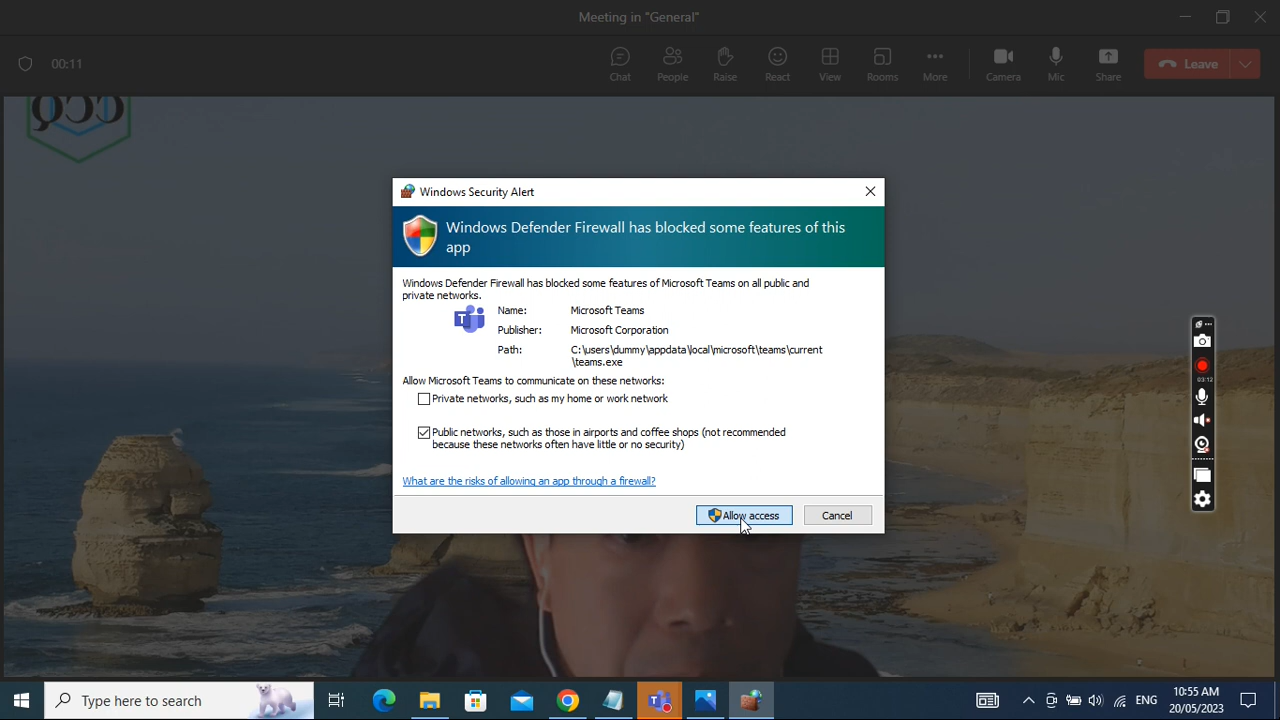 Meeting in "General"
00:11
Chat People Raise React View Rooms More Camera Mic Share Leave
Windows Security Alert
Windows Defender Firewall has blocked some features of this
app
Windows Defender Firewall has blocked some features of Microsoft Teams on all public and
private networks.
Name: Microsoft Teams
Publisher: Microsoft Corporation
Path: C:\users\dummy\appdata\local\microsoft\teams\current
\teams.exe
Allow Microsoft Teams to communicate on these networks:
Private networks, such as my home or work network
Public networks, such as those in airports and coffee shops (not recommended
because these networks often have little or no security)
What are the risks of allowing an app through a firewall?
Allow access Cancel
03:12
Type here to search
ENG
10:55 AM
20/05/2023